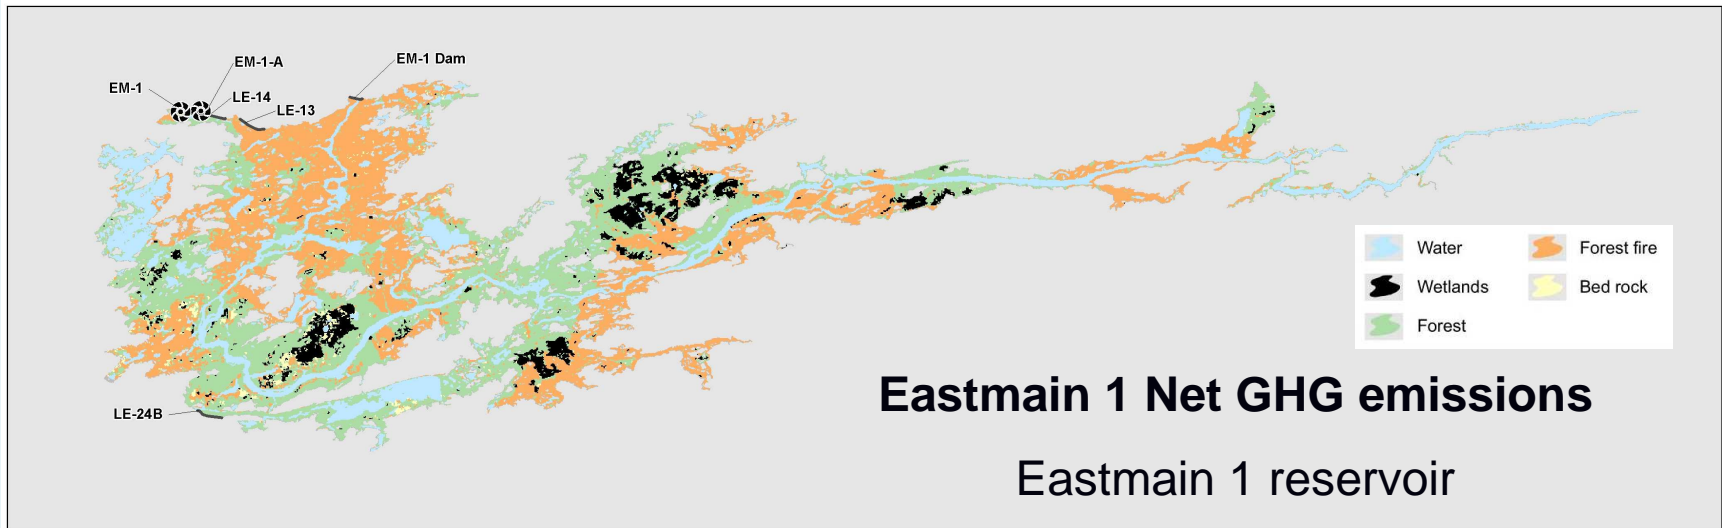 EM-1 Dam
EM-1-A
EM-1
LE-14
LE-13
Water
Forest fire
Wetlands
Bed rock
Forest
Eastmain 1 Net GHG emissions
LE-24B
Eastmain 1 reservoir